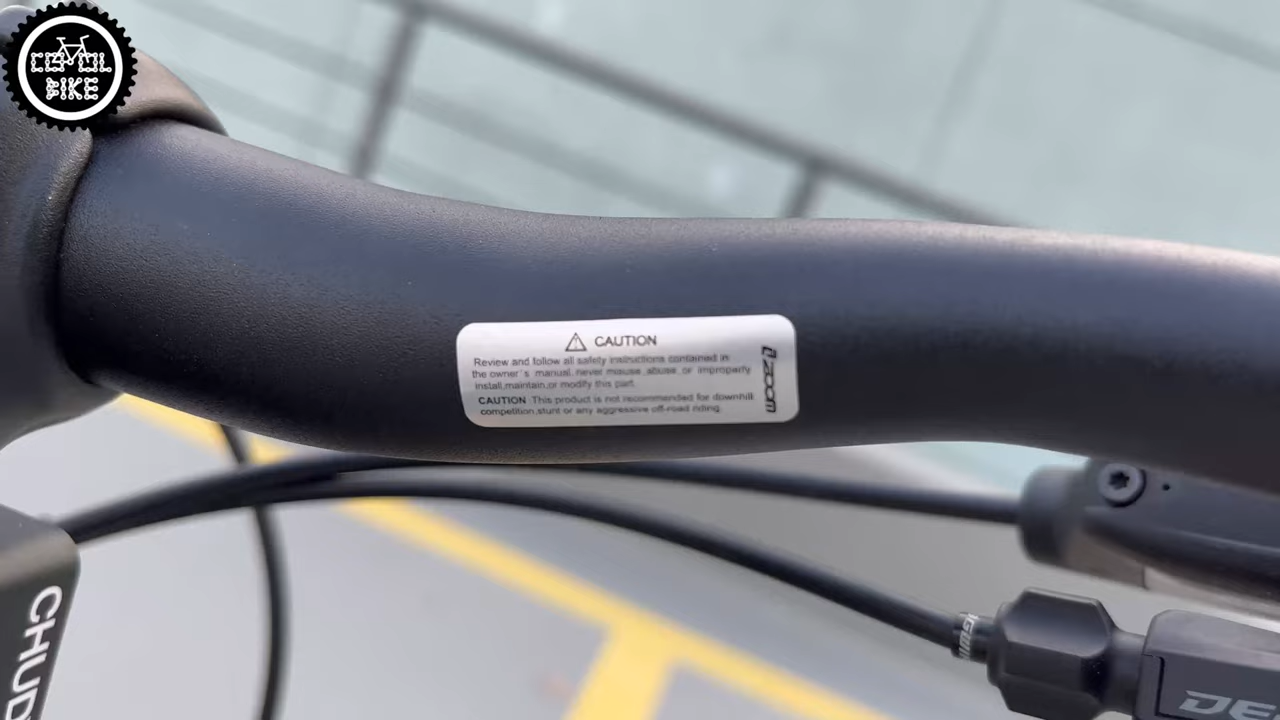 CEPOL
BIKE
CAUTION
Review and follow all safety instructions contained in
the owner's manual, never misuse, abuse, or improperly
install,maintain,or modify this part.
CAUTION This product is not recommended for downhill
competition,stunt or any aggressive off-road riding.
ZOOM
CHUD
DE